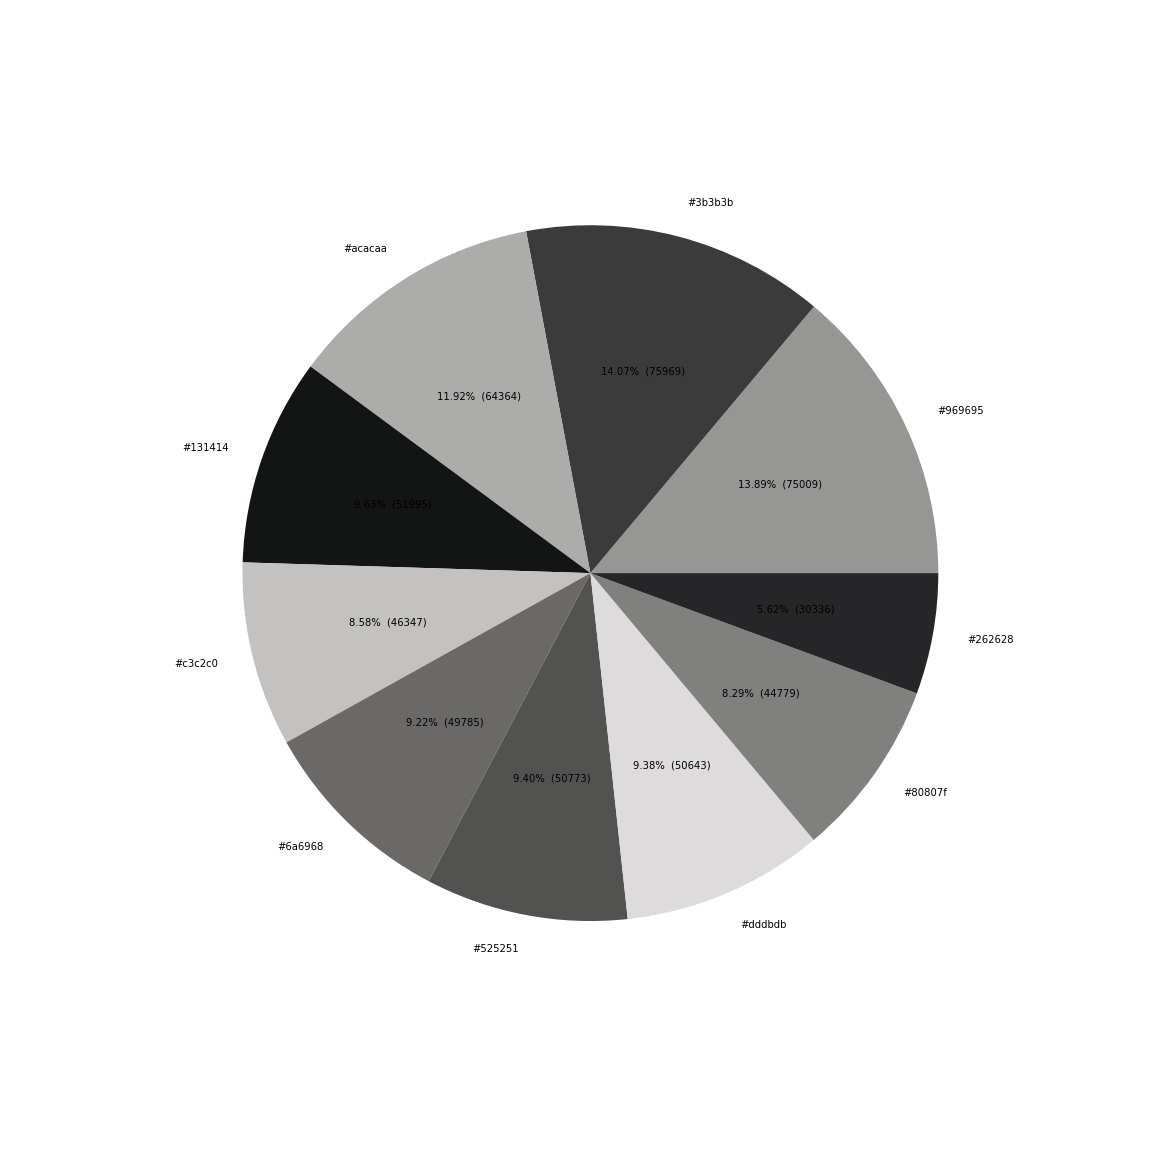 #3b3b3b
#acacaa
14.07%  (75969)
11.92%  (64364)
#969695
#131414
13.89%  (75009)
9.63%  (51995)
5.62%  (30336)
8.58%  (46347)
#262628
#c3c2c0
8.29%  (44779)
9.22%  (49785)
9.38%  (50643)
9.40%  (50773)
#80807f
#6a6968
#dddbdb
#525251